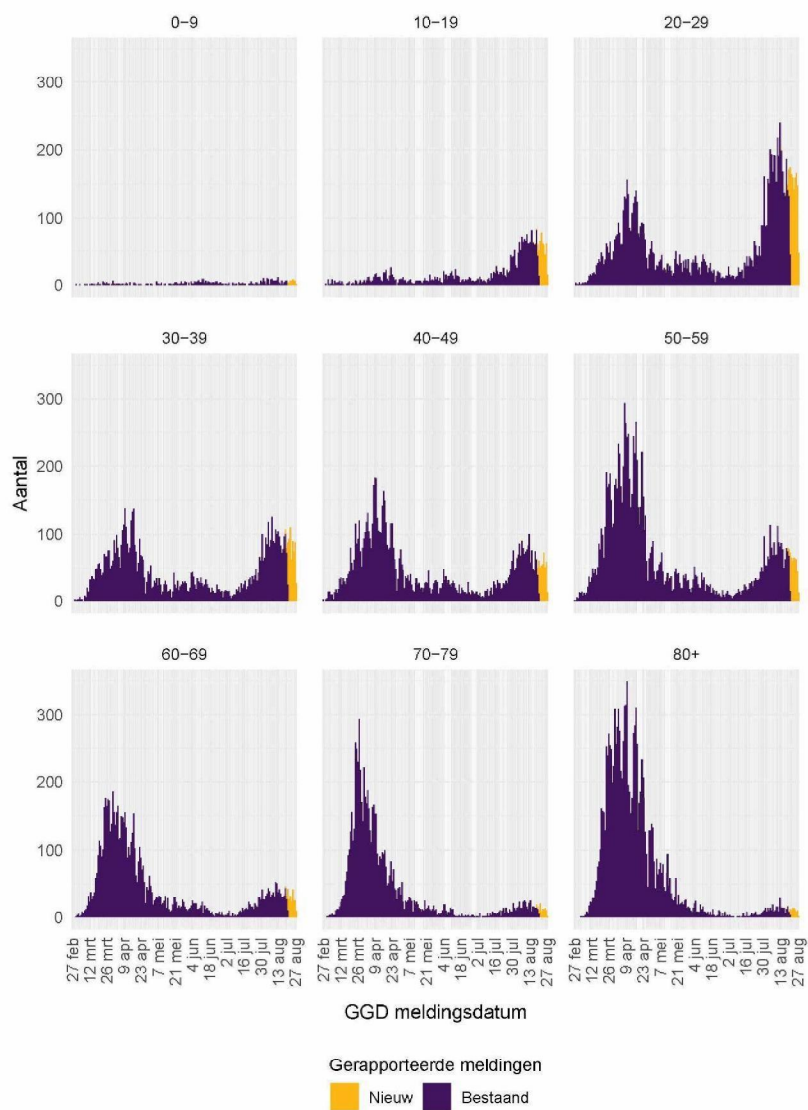 0−9 10−19 20−29
300
200
100
0
30−39 40−49 50−59
300
200
100
0
Aantal
60−69 70−79 80+
300
200
100
0
27 feb 12 mrt 26 mrt 9 apr 23 apr 7 mei 21 mei 4 jun 18 jun 2 jul 16 jul 30 jul 13 aug 27 aug 27 feb 12 mrt 26 mrt 9 apr 23 apr 7 mei 21 mei 4 jun 18 jun 2 jul 16 jul 30 jul 13 aug 27 aug 27 feb 12 mrt 26 mrt 9 apr 23 apr 7 mei 21 mei 4 jun 18 jun 2 jul 16 jul 30 jul 13 aug 27 aug
GGD meldingsdatum
Gerapporteerde meldingen
Nieuw Bestaand